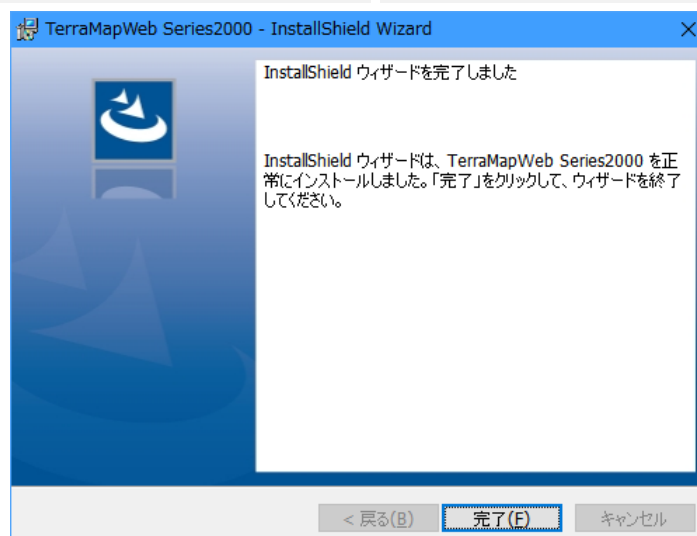 TerraMapWeb Series2000 - InstallShield Wizard
InstallShield ウィザードを完了しました
InstallShield ウィザードは、TerraMapWeb Series2000 を正
常にインストールしました。「完了」をクリックして、ウィザードを終了
してください。
< 戻る(B)
完了(F)
キャンセル